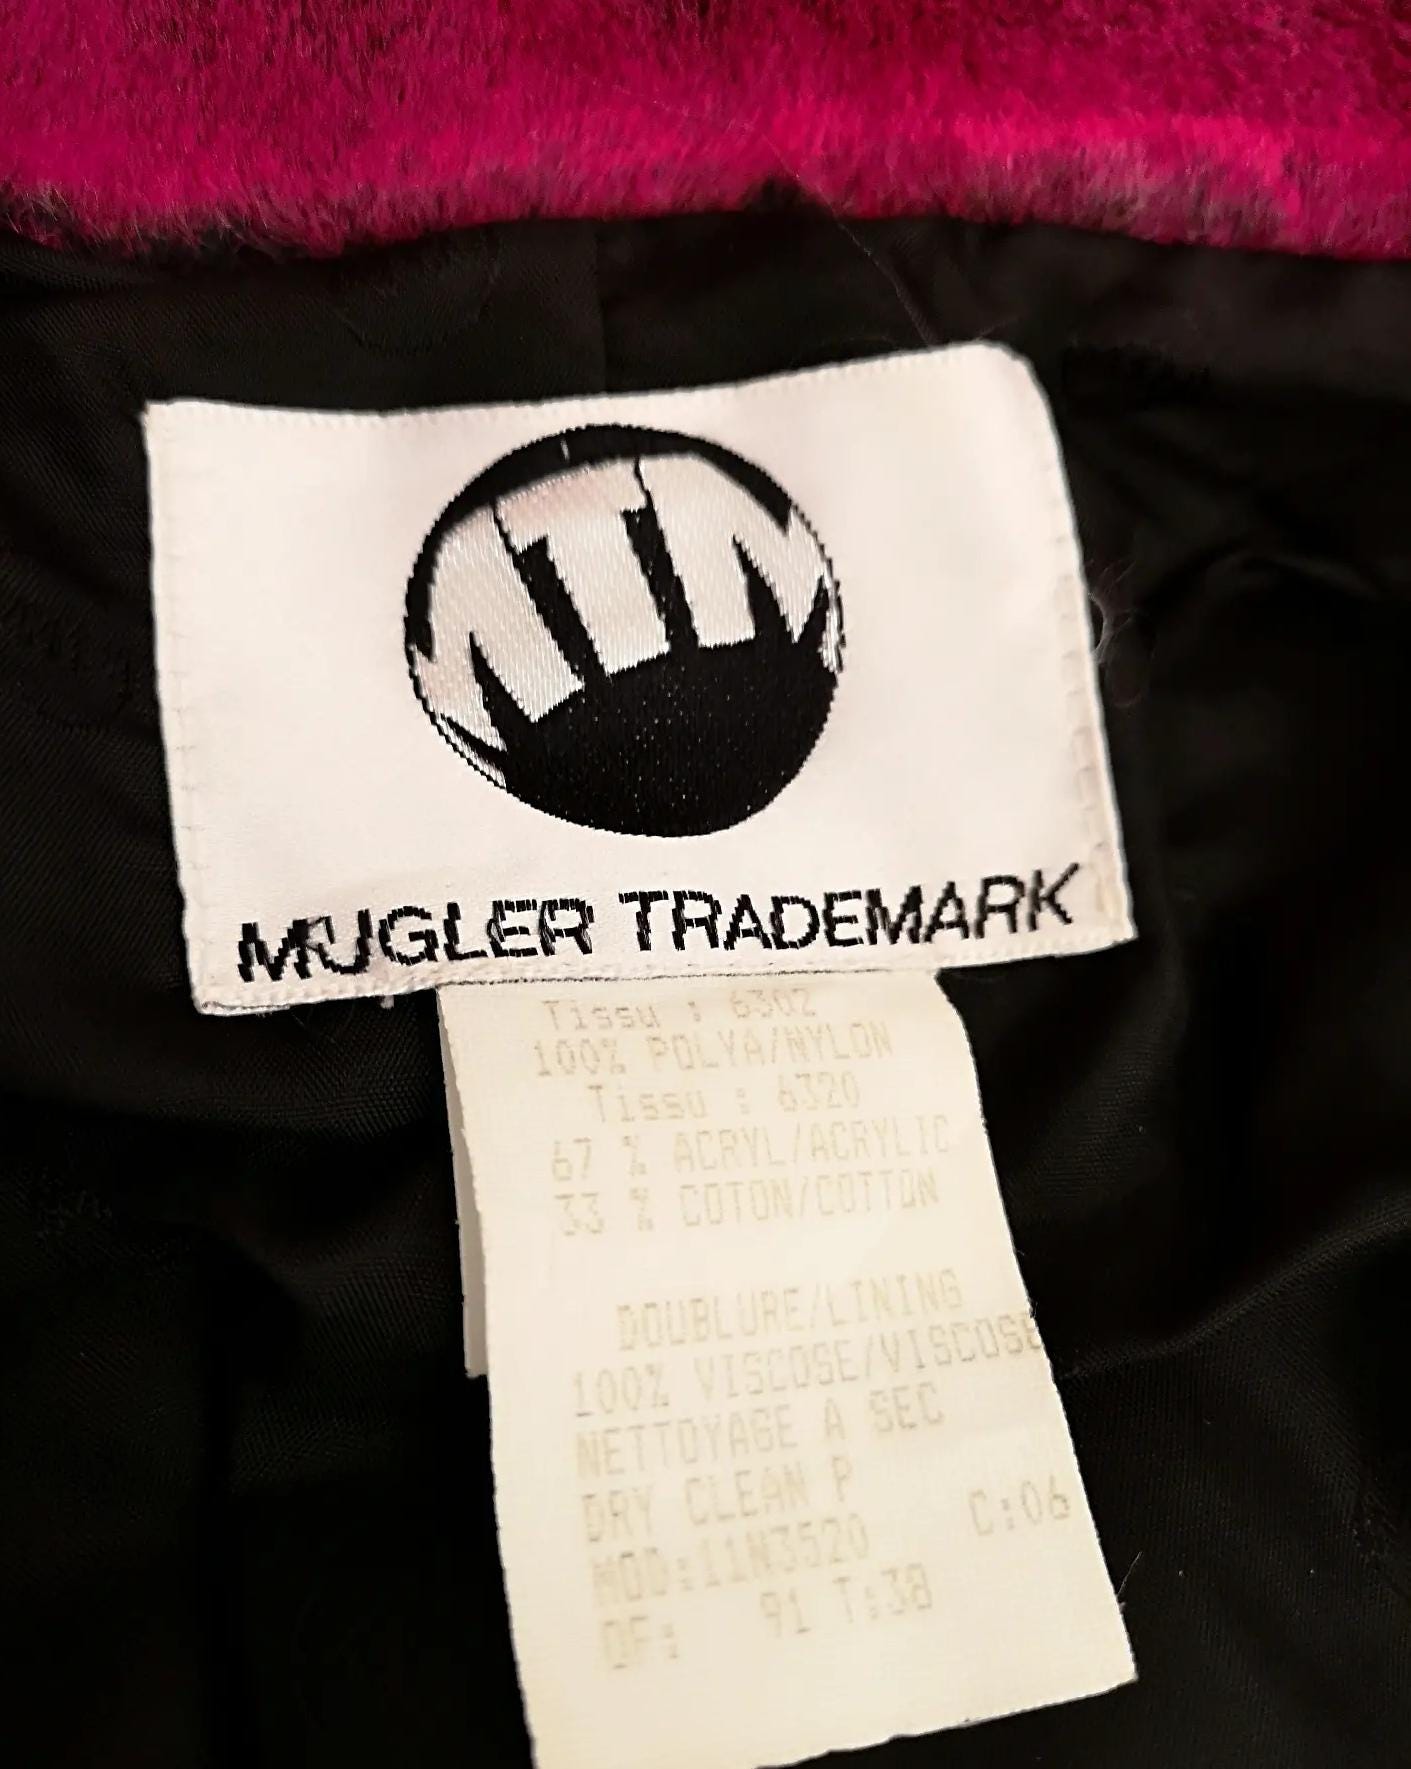 MTM
MUGLER TRADEMARK
Tissu : 6302
100% POLYA/NYLON
Tissu : 6320
67 % ACRYL/ACRYLIC
33 % COTON/COTTON
DOUBLURE/LINING
100% VISCOSE/VISCOSE
NETTOYAGE A SEC
DRY CLEAN P
MOD:11N3520 C:06
OF: 91 T:38